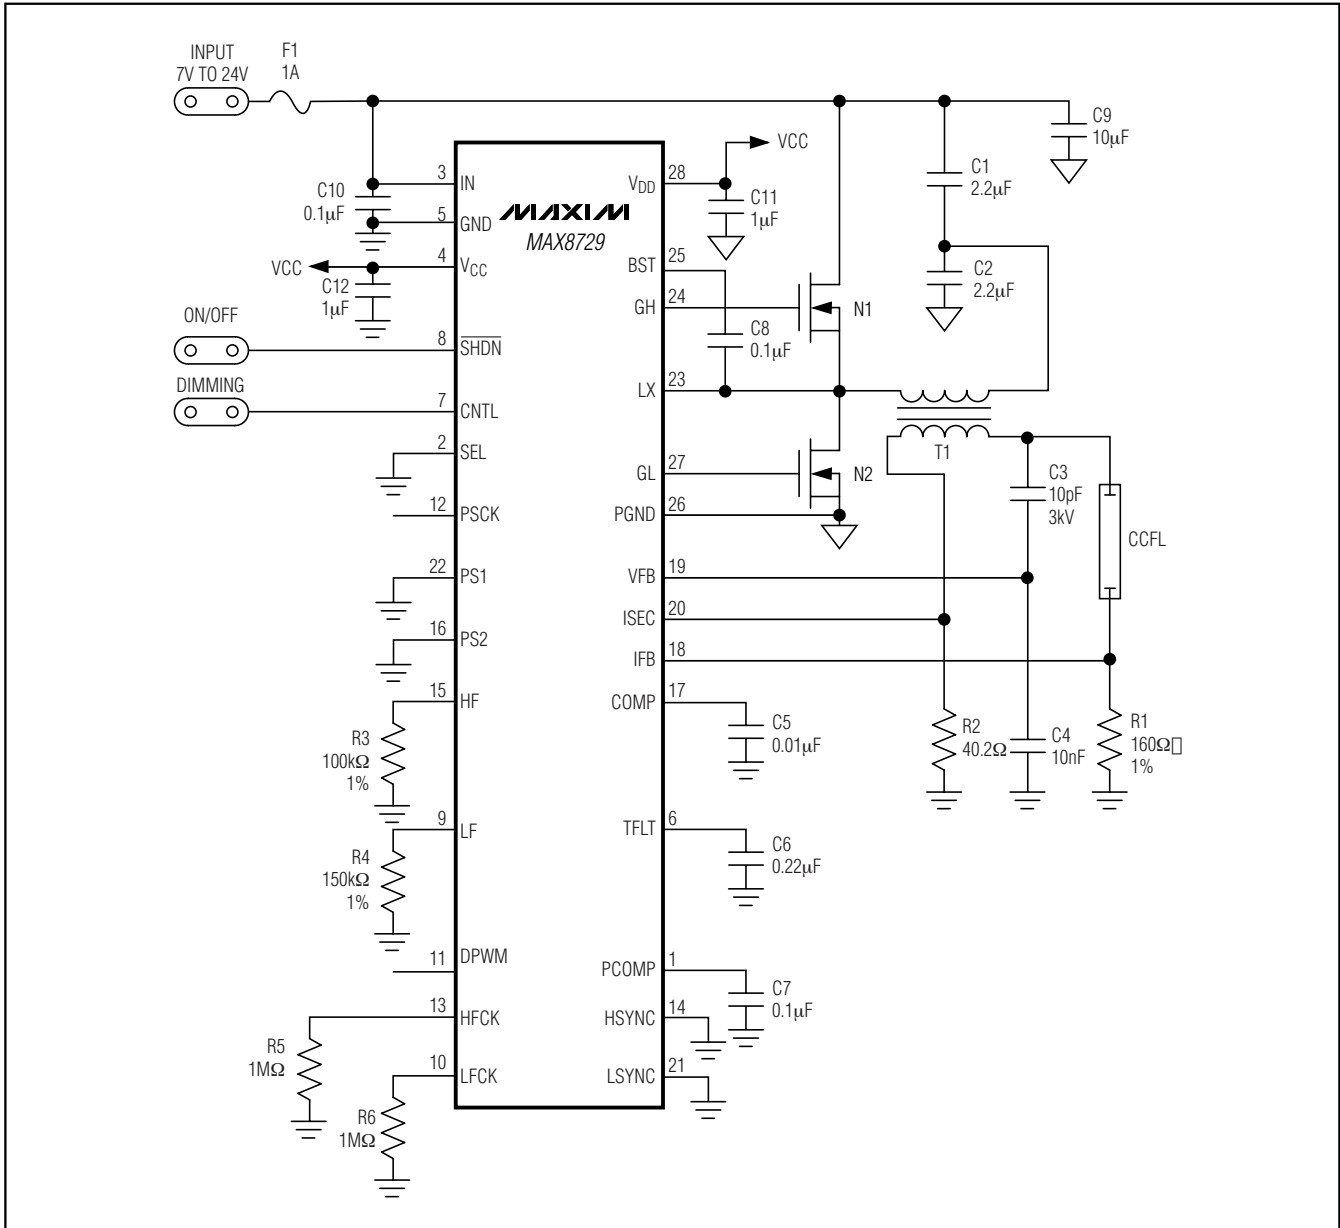 INPUT
7V TO 24V
F1
1A
C9
10µF
C1
2.2µF
C2
2.2µF
VCC
C11
1µF
C10
0.1µF
VCC
C12
1µF
ON/OFF
DIMMING
MAXIM
MAX8729
3 IN
5 GND
4 VCC
8 SHDN
7 CNTL
2 SEL
12 PSCK
22 PS1
16 PS2
15 HF
9 LF
11 DPWM
13 HFCK
10 LFCK
VDD 28
BST 25
GH 24
LX 23
GL 27
PGND 26
VFB 19
ISEC 20
IFB 18
COMP 17
TFLT 6
PCOMP 1
HSYNC 14
LSYNC 21
C8
0.1µF
N1
N2
T1
C3
10pF
3kV
CCFL
R3
100kΩ
1%
R4
150kΩ
1%
R5
1MΩ
R6
1MΩ
C5
0.01µF
C6
0.22µF
C7
0.1µF
R2
40.2Ω
C4
10nF
R1
160Ω▯
1%